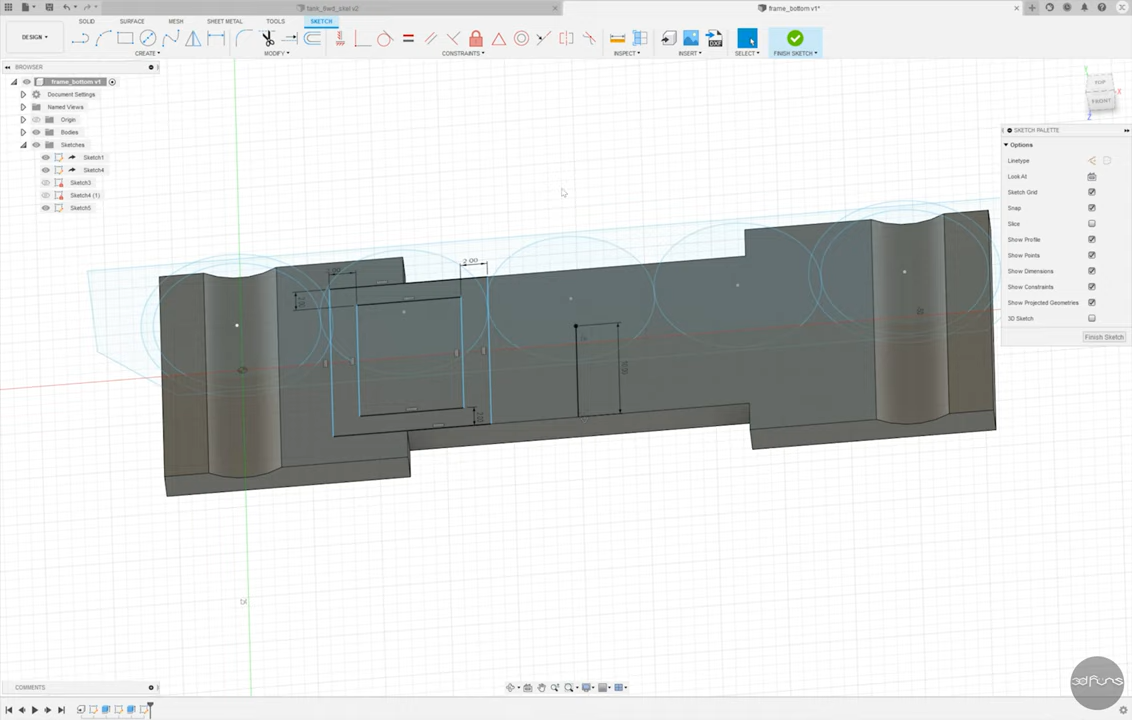 tank_fwd_skel v2
frame_bottom v1*
DESIGN
SOLID
SURFACE
MESH
SHEET METAL
TOOLS
SKETCH
CREATE
MODIFY
CONSTRAINTS
INSPECT
INSERT
SELECT
FINISH SKETCH
BROWSER
frame_bottom v1
Document Settings
Named Views
Origin
Bodies
Sketches
Sketch1
Sketch4
Sketch3
Sketch4 (1)
Sketch5
FRONT
X
Z
SKETCH PALETTE
Options
Linetype
Look At
Sketch Grid
Snap
Slice
Show Profile
Show Points
Show Dimensions
Show Constraints
Show Projected Geometries
3D Sketch
Finish Sketch
2.00
COMMENTS
3dfuns